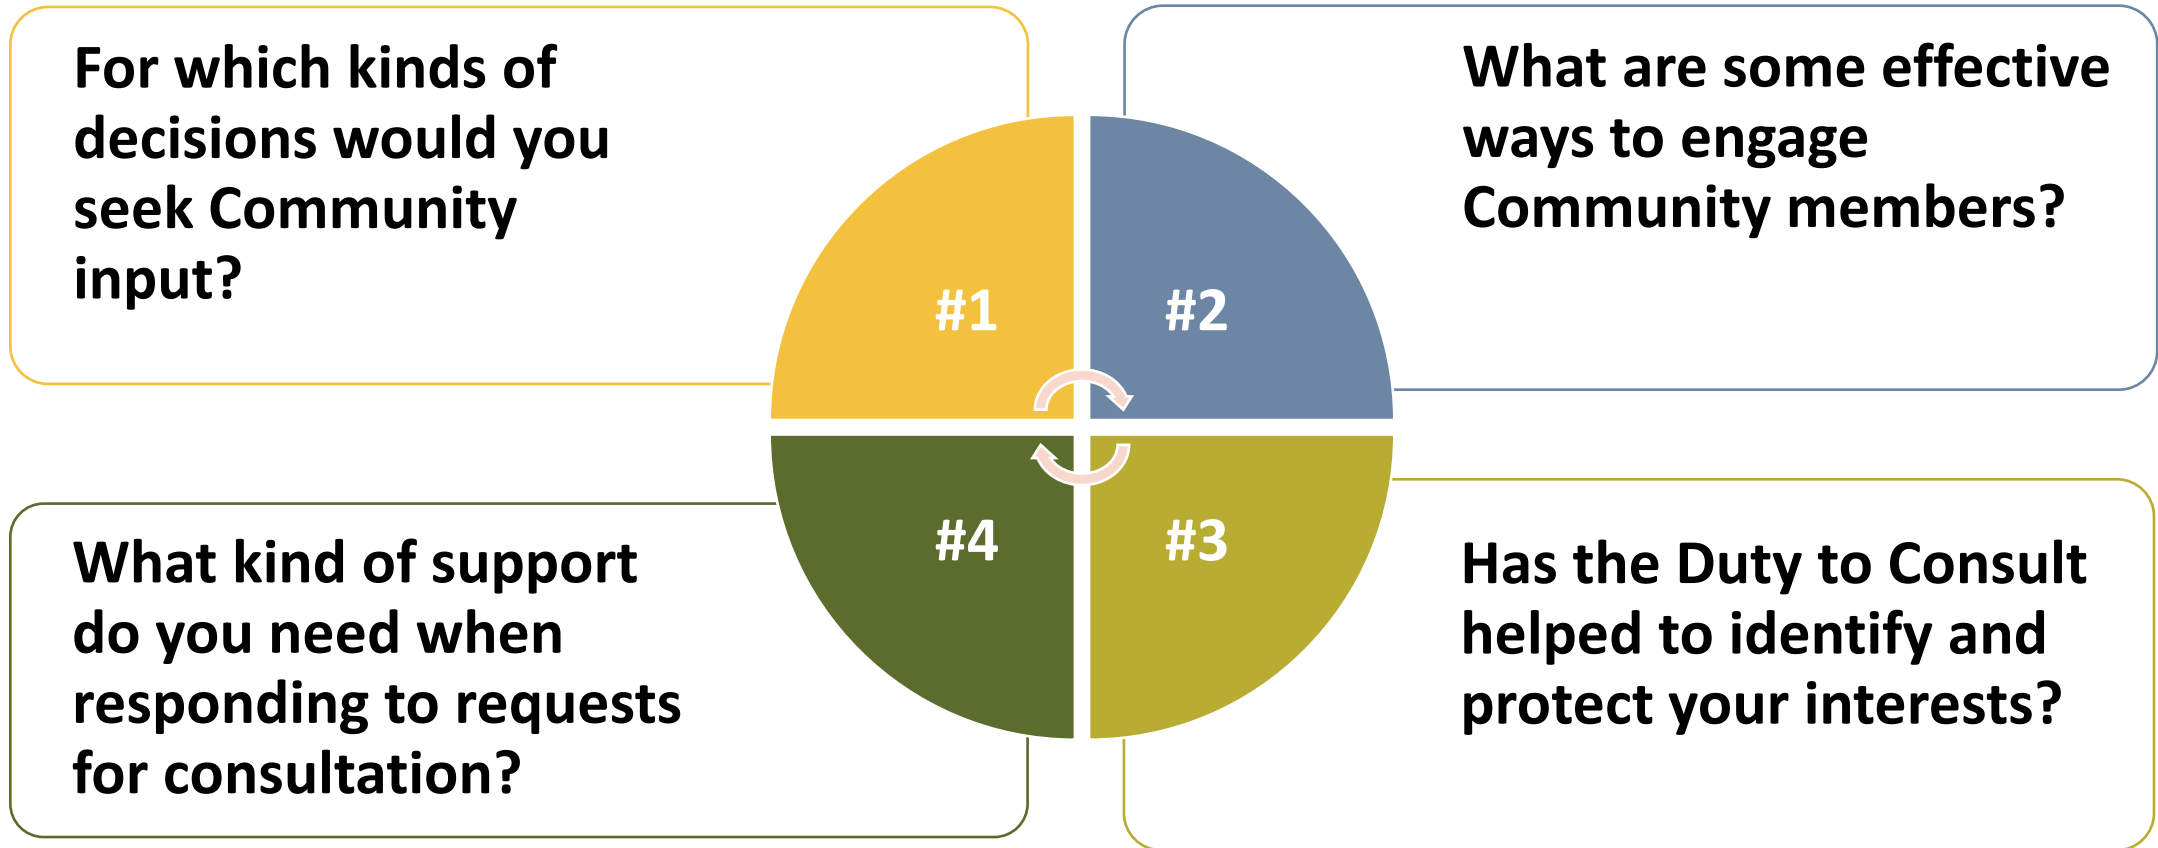 For which kinds of
decisions would you
seek Community
input?
#1
What are some effective
ways to engage
Community members?
#2
Has the Duty to Consult
helped to identify and
protect your interests?
#3
What kind of support
do you need when
responding to requests
for consultation?
#4